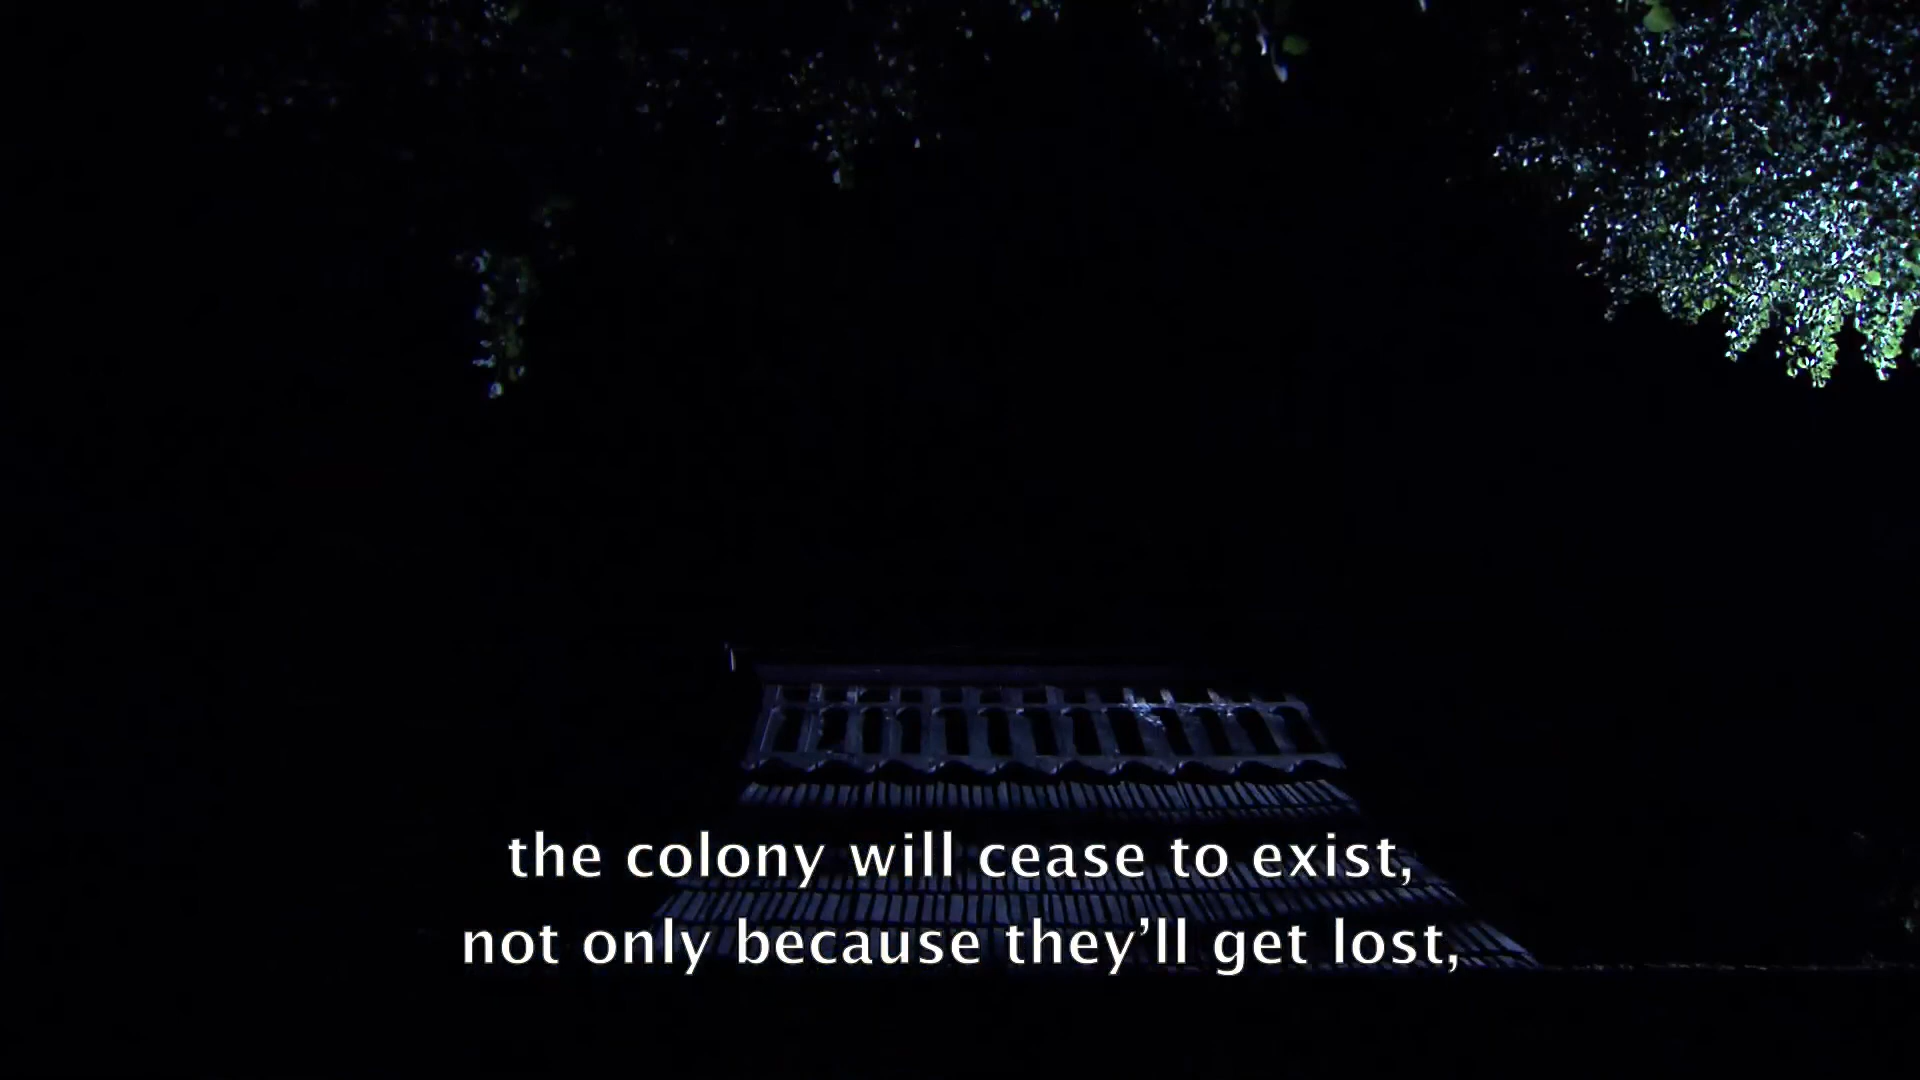 the colony will cease to exist,
not only because they’ll get lost,